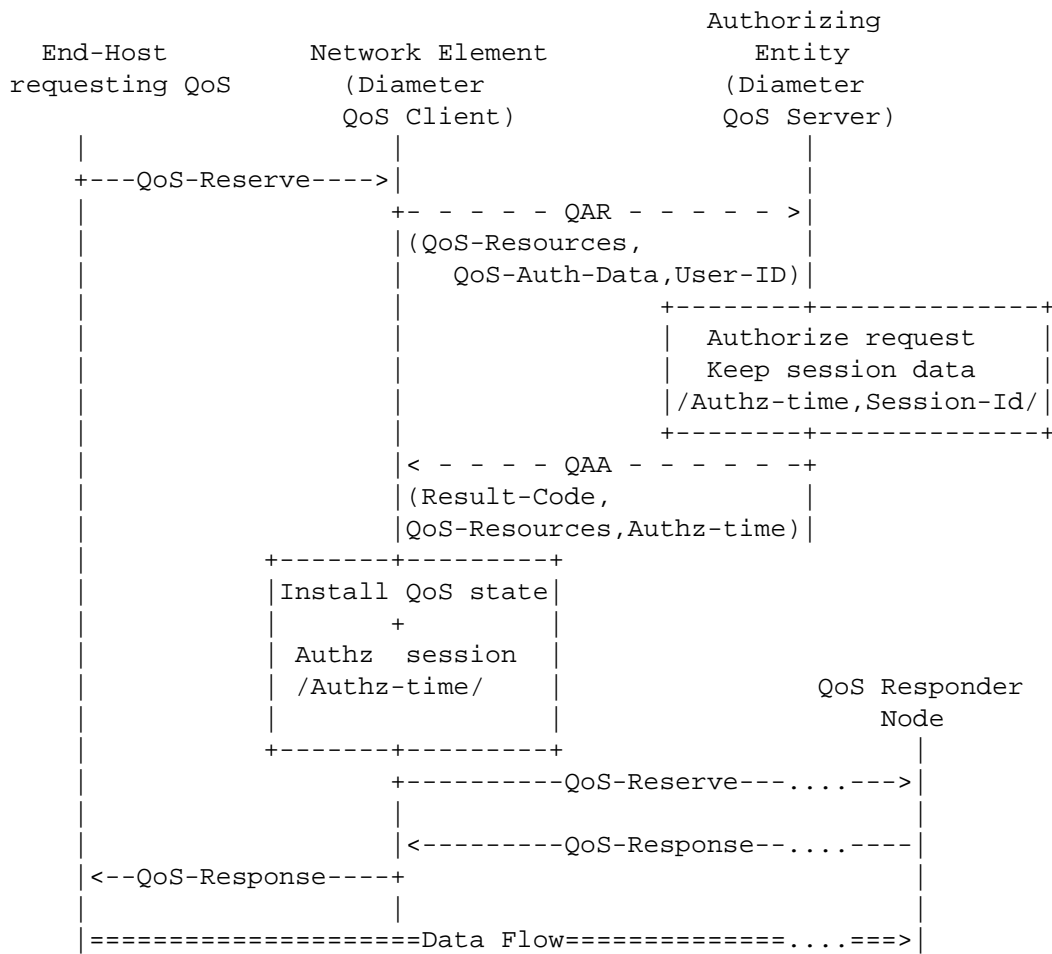 Authorizing
End-Host Network Element Entity
requesting QoS (Diameter (Diameter
QoS Client) QoS Server)
+---QoS-Reserve---->|
+- - - - - QAR - - - - - >|
|(QoS-Resources,
QoS-Auth-Data,User-ID)|
+--------+--------------+
| Authorize request |
| Keep session data |
|/Authz-time,Session-Id/|
+--------+--------------+
|< - - - - QAA - - - - - -+
|(Result-Code,
QoS-Resources,Authz-time)|
+-------+---------+
|Install QoS state|
| + |
| Authz session |
| /Authz-time/ | QoS Responder
| | Node
+-------+---------+
+----------QoS-Reserve---....--->|
|<---------QoS-Response--....----|
|<--QoS-Response----+
|=====================Data Flow==============....===>|